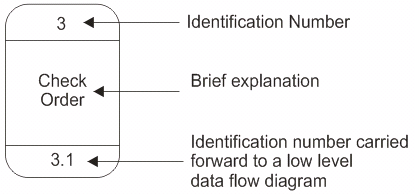 3
Identification Number
Check
Order
Brief explanation
3.1
Identification number carried
forward to a low level
data flow diagram